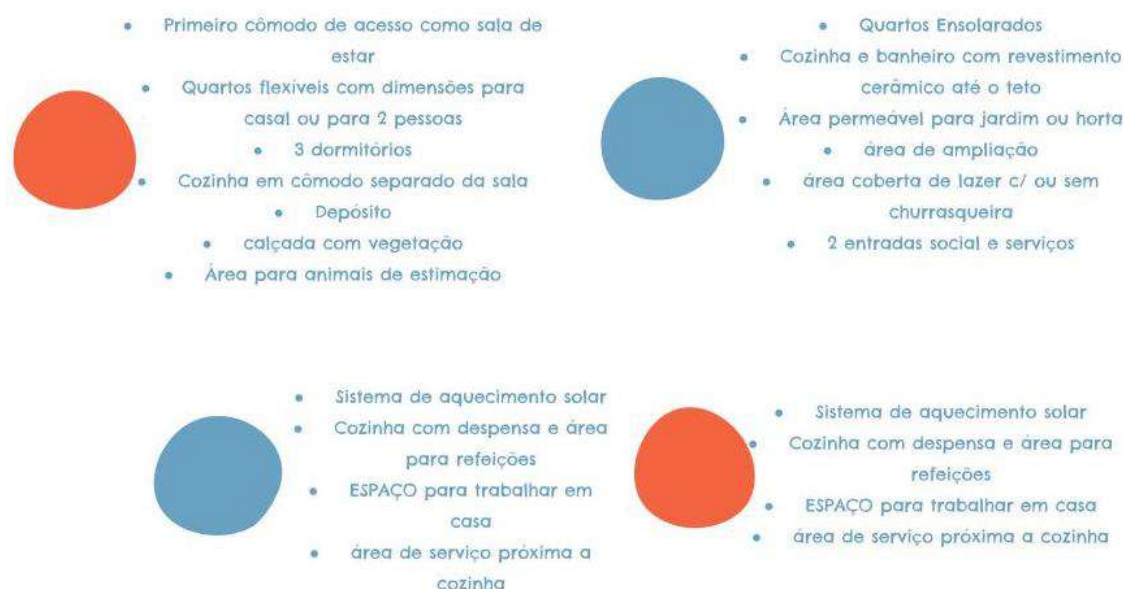 • Primeiro cômodo de acesso como sala de
estar
• Quartos flexíveis com dimensões para
casal ou para 2 pessoas
• 3 dormitórios
• Cozinha em cômodo separado da sala
• Depósito
• calçada com vegetação
• Área para animais de estimação
• Quartos Ensolarados
• Cozinha e banheiro com revestimento
cerâmico até o teto
• Área permeável para jardim ou horta
• área de ampliação
• área coberta de lazer c/ ou sem
churrasqueira
• 2 entradas social e serviços
• Sistema de aquecimento solar
• Cozinha com despensa e área
para refeições
• ESPAÇO para trabalhar em
casa
• área de serviço próxima a
cozinha
• Sistema de aquecimento solar
• Cozinha com despensa e área para
refeições
• ESPAÇO para trabalhar em casa
• área de serviço próxima a cozinha